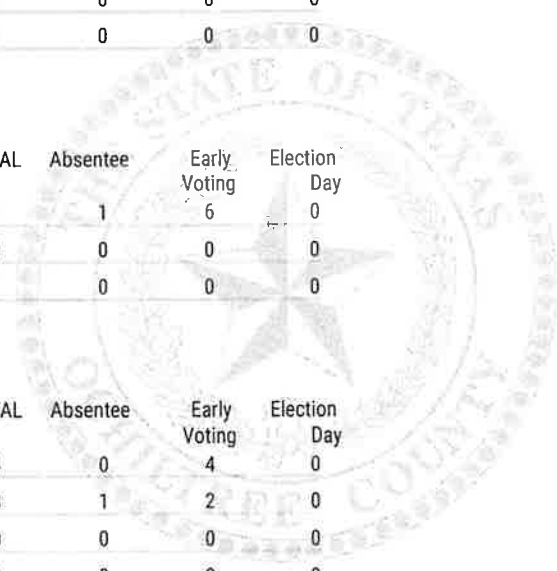 0 0 0
0 0 0
AL Absentee Early Voting Election Day
1 6 0
0 0 0
0 0 0
AL Absentee Early Voting Election Day
0 4 0
1 2 0
0 0 0
THE STATE OF TEXAS
OCHILTREE COUNTY